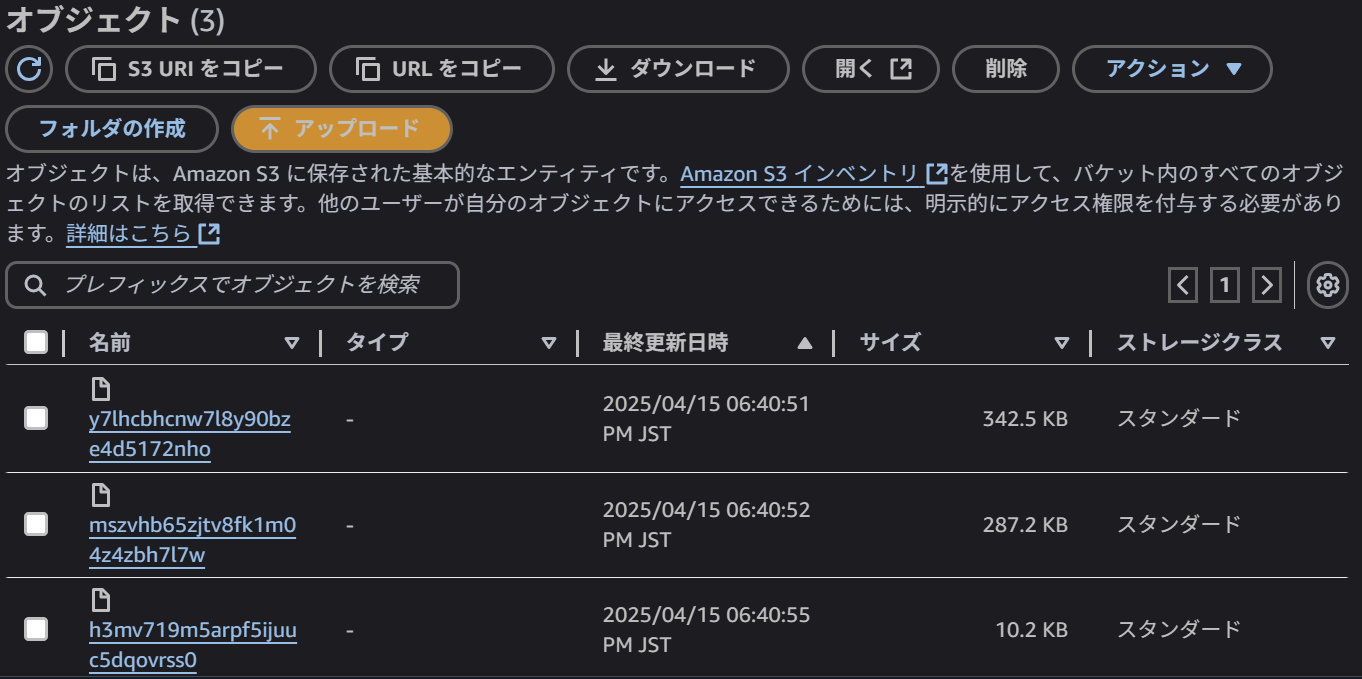 オブジェクト (3)
S3 URI をコピー
URL をコピー
ダウンロード
開く
削除
アクション
フォルダの作成
アップロード
オブジェクトは、Amazon S3 に保存された基本的なエンティティです。Amazon S3 インベントリ を使用して、バケット内のすべてのオブジ
ェクトのリストを取得できます。他のユーザーが自分のオブジェクトにアクセスできるためには、明示的にアクセス権限を付与する必要があり
ます。詳細はこちら
プレフィックスでオブジェクトを検索
1
名前
タイプ
最終更新日時
サイズ
ストレージクラス
y7lhcbhcnw7l8y90bz
e4d5172nho
-
2025/04/15 06:40:51
PM JST
342.5 KB
スタンダード
mszvhb65zjtv8fk1m0
4z4zbh7l7w
-
2025/04/15 06:40:52
PM JST
287.2 KB
スタンダード
h3mv719m5arpf5ijuu
c5dqovrss0
-
2025/04/15 06:40:55
PM JST
10.2 KB
スタンダード